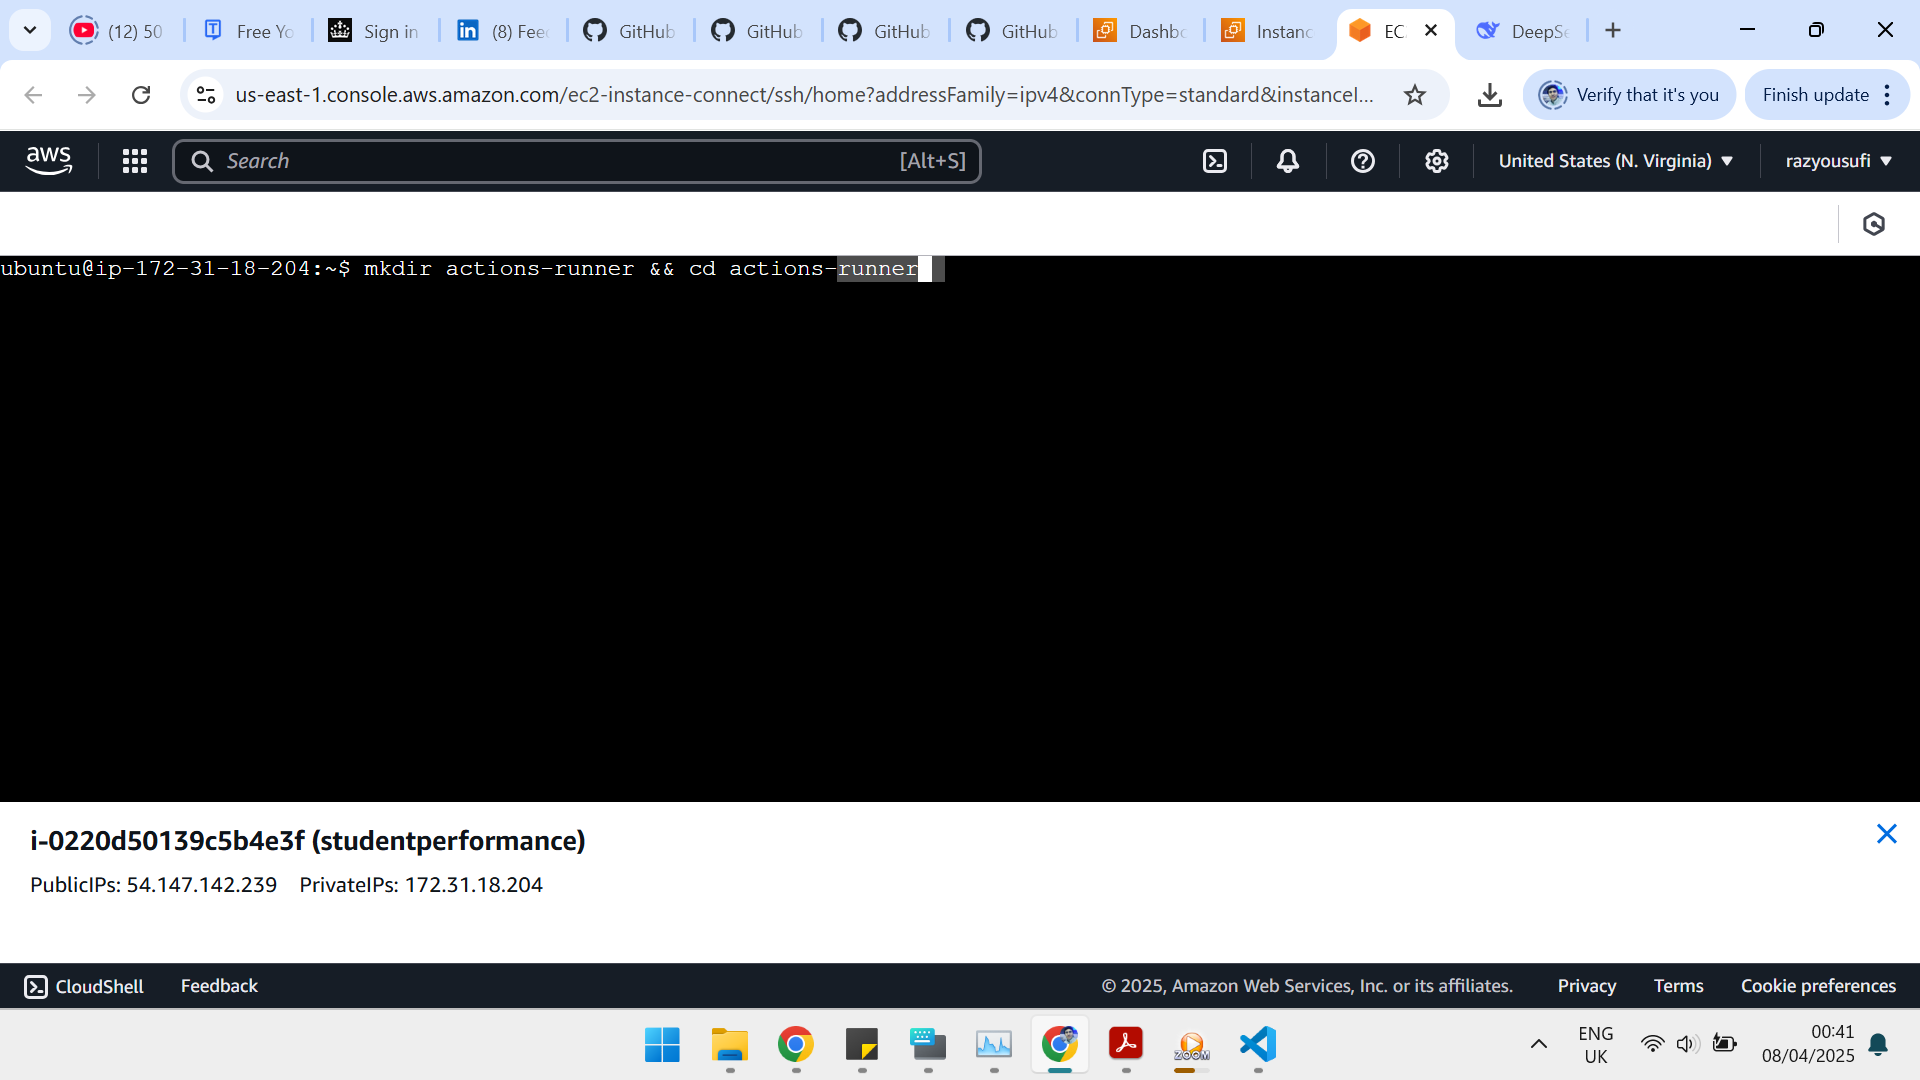 (12) 50
Free Yo
Sign in
(8) Feed
GitHub
GitHub
GitHub
GitHub
Dashbo
Instanc
EC
DeepSe
us-east-1.console.aws.amazon.com/ec2-instance-connect/ssh/home?addressFamily=ipv4&connType=standard&instanceI...
Verify that it's you
Finish update
aws
Search
[Alt+S]
United States (N. Virginia)
razyousufi
ubuntu@ip-172-31-18-204:~$ mkdir actions-runner && cd actions-runner
i-0220d50139c5b4e3f (studentperformance)
PublicIPs: 54.147.142.239 PrivateIPs: 172.31.18.204
CloudShell
Feedback
© 2025, Amazon Web Services, Inc. or its affiliates.
Privacy
Terms
Cookie preferences
ZOOM
ENG
UK
00:41
08/04/2025